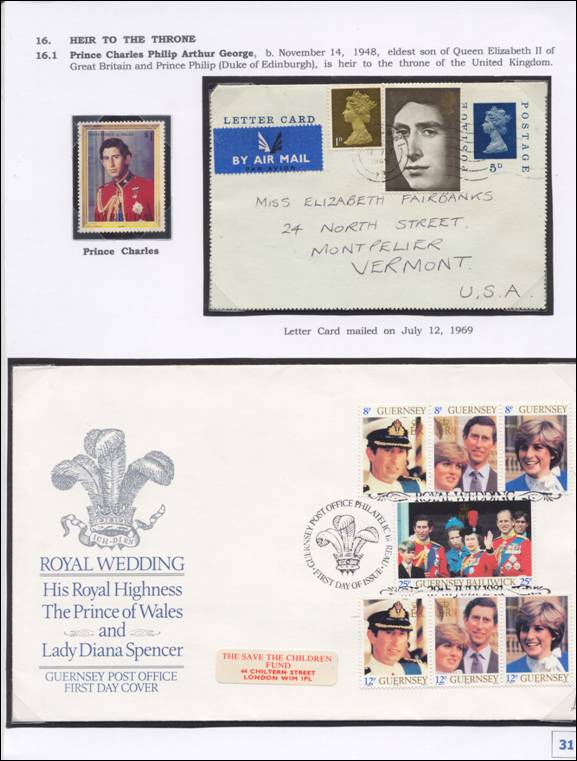 16. HEIR TO THE THRONE
16.1 Prince Charles Philip Arthur George, b. November 14, 1948, eldest son of Queen Elizabeth II of
Great Britain and Prince Philip (Duke of Edinburgh), is heir to the throne of the United Kingdom.
$1
Prince Charles
LETTER CARD
BY AIR MAIL
PAR AVION
1D
POSTAGE
5D
POSTAGE
MISS ELIZABETH FAIRBANKS
24 NORTH STREET.
MONTPELIER
VERMONT.
U.S.A.
Letter Card mailed on July 12, 1969
ICH DIEN
ROYAL WEDDING
His Royal Highness
The Prince of Wales
and
Lady Diana Spencer
GUERNSEY POST OFFICE
FIRST DAY COVER
THE SAVE THE CHILDREN
FUND
44 CHILTERN STREET
LONDON W1M 1PL
GUERNSEY POST OFFICE PHILATELIC BUREAU
FIRST DAY OF ISSUE
8P GUERNSEY 8P GUERNSEY 8P GUERNSEY
ROYAL WEDDING
25P GUERNSEY BAILIWICK 25P
29th JULY 1981
12P GUERNSEY 12P GUERNSEY 12P GUERNSEY
31